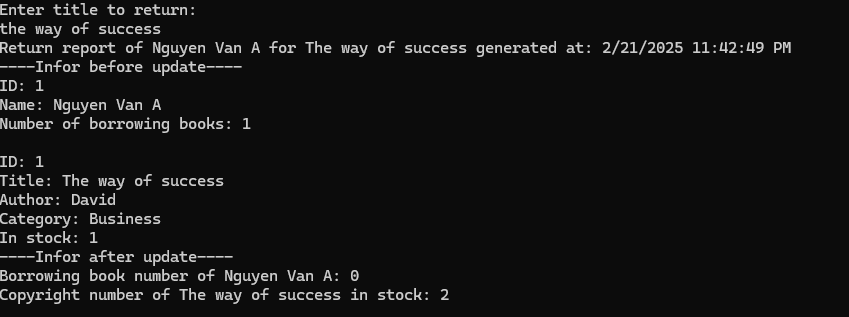 Enter title to return:
the way of success
Return report of Nguyen Van A for The way of success generated at: 2/21/2025 11:42:49 PM
----Infor before update----
ID: 1
Name: Nguyen Van A
Number of borrowing books: 1

ID: 1
Title: The way of success
Author: David
Category: Business
In stock: 1
----Infor after update----
Borrowing book number of Nguyen Van A: 0
Copyright number of The way of success in stock: 2